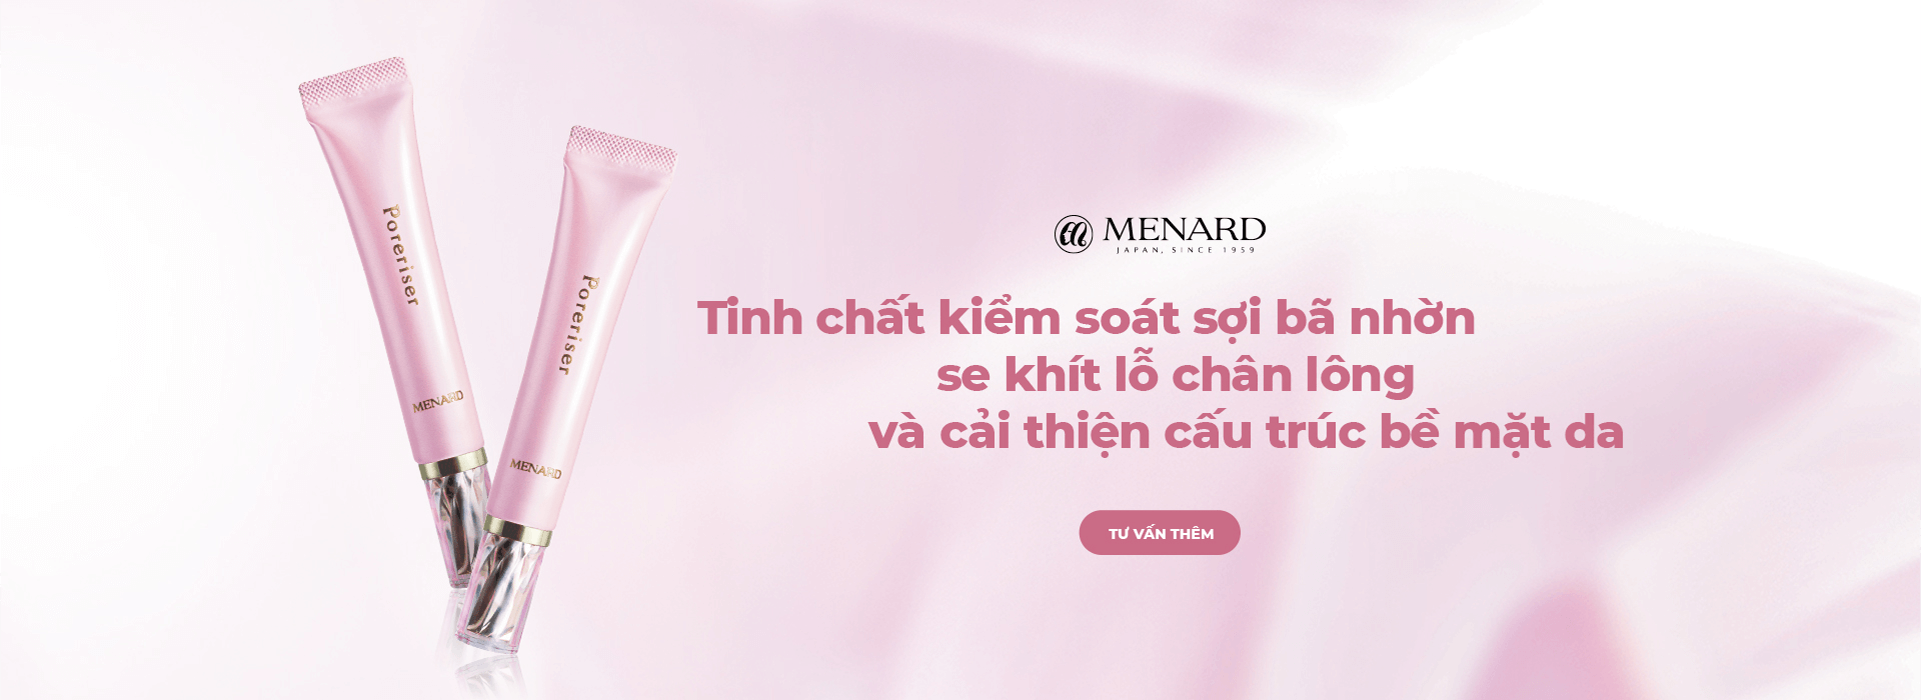 Poreriser
MENARD
Poreriser
MENARD
MENARD
JAPAN, SINCE 1959
Tinh chất kiểm soát sợi bã nhờn
se khít lỗ chân lông
và cải thiện cấu trúc bề mặt da
TƯ VẤN THÊM